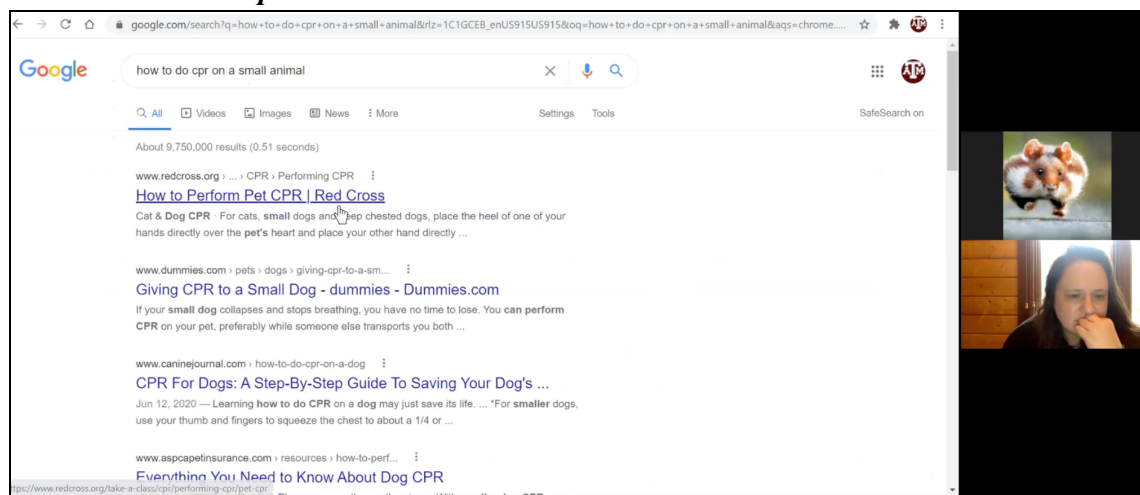 google.com/search?q=how+to+do+cpr+on+a+small+animal&rlz=1C1GCEB_enUS915US915&oq=how+to+do+cpr+on+a+small+animal&aqs=chrome.....
Google
how to do cpr on a small animal
All Videos Images News More Settings Tools SafeSearch on
About 9,750,000 results (0.51 seconds)
www.redcross.org › ... › CPR › Performing CPR
How to Perform Pet CPR | Red Cross
Cat & Dog CPR · For cats, small dogs and eep chested dogs, place the heel of one of your
hands directly over the pet's heart and place your other hand directly ...
www.dummies.com › pets › dogs › giving-cpr-to-a-sm...
Giving CPR to a Small Dog - dummies - Dummies.com
If your small dog collapses and stops breathing, you have no time to lose. You can perform
CPR on your pet, preferably while someone else transports you both ...
www.caninejournal.com › how-to-do-cpr-on-a-dog
CPR For Dogs: A Step-By-Step Guide To Saving Your Dog's ...
Jun 12, 2020 — Learning how to do CPR on a dog may just save its life. ... *For smaller dogs,
use your thumb and fingers to squeeze the chest to about a 1/4 or ...
www.aspcapetinsurance.com › resources › how-to-perf...
Everything You Need to Know About Dog CPR
ttps://www.redcross.org/take-a-class/cpr/performing-cpr/pet-cpr